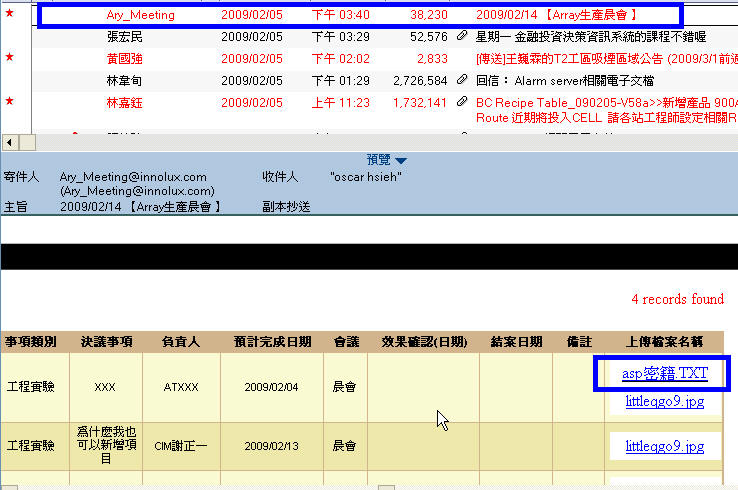 Ary_Meeting 2009/02/05 下午 03:40 38,230 2009/02/14 【Array生產晨會 】
張宏民 2009/02/05 下午 03:29 52,576 星期一 金融投資決策資訊系統的課程不錯喔
黃國強 2009/02/05 下午 02:02 2,833 [傳送]王巍霖的T2工區吸煙區域公告 (2009/3/1前
林韋旬 2009/02/05 下午 01:29 2,726,584 回信： Alarm server相關電子文檔
林嘉鈺 2009/02/05 上午 11:23 1,732,141 BC Recipe Table_090205-V58a>>新增產品 900A
Route 近期將投入CELL 請各站工程師設定相關R
預覽
寄件人 Ary_Meeting@innolux.com 收件人 "oscar hsieh"
(Ary_Meeting@innolux.com)
主旨 2009/02/14 【Array生產晨會 】 副本抄送
4 records found
事項類別 決議事項 負責人 預計完成日期 會議 效果確認(日期) 結案日期 備註 上傳檔案名稱
工程實驗 XXX ATXXX 2009/02/04 晨會 asp密籍.TXT
littleqgo9.jpg
工程實驗 為什麼我也可以新增項目 CIM謝正一 2009/02/13 晨會 littleqgo9.jpg